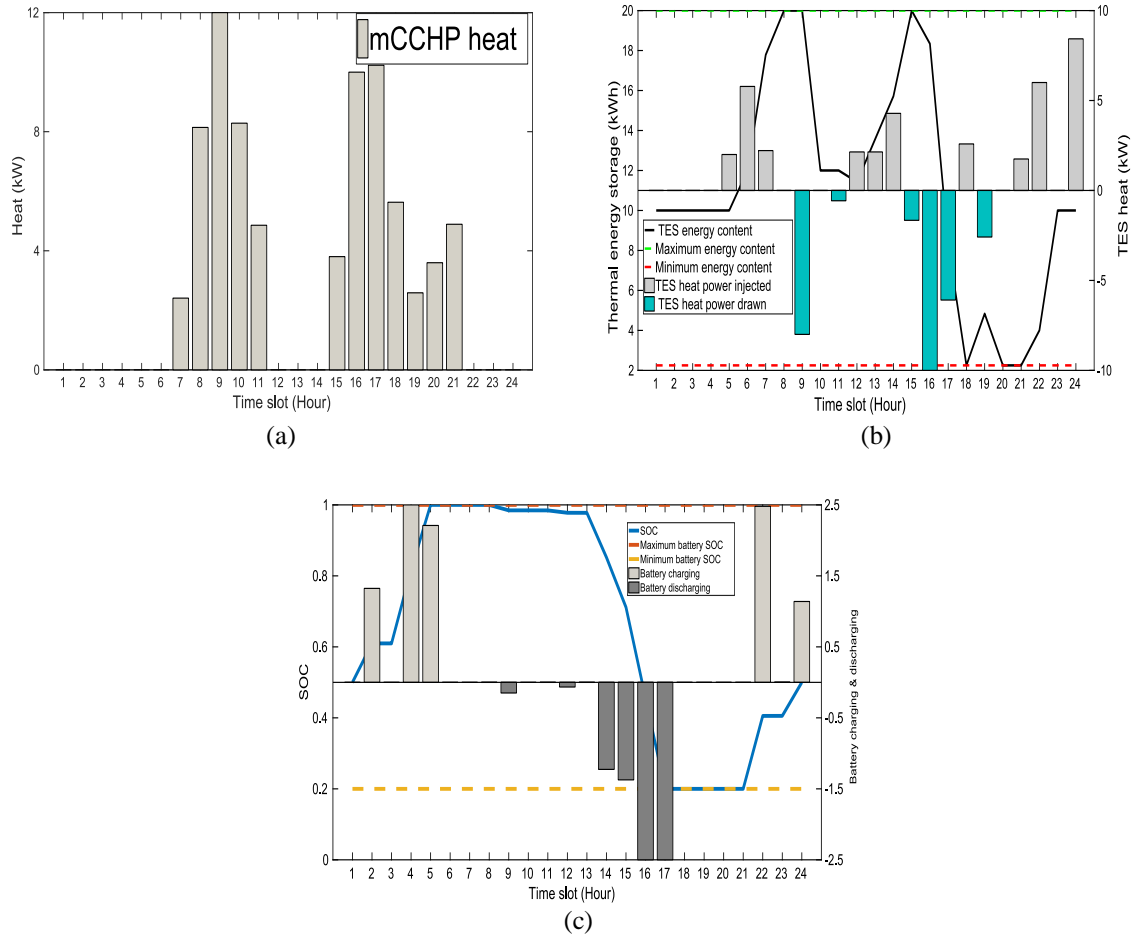 12
8
4
0
Heat (kW)
mCCHP heat
1 2 3 4 5 6 7 8 9 10 11 12 13 14 15 16 17 18 19 20 21 22 23 24
Time slot (Hour)
(a)
20
18
16
14
12
10
8
6
4
2
Thermal energy storage (kWh)
10
5
0
-5
-10
TES heat (kW)
TES energy content
Maximum energy content
Minimum energy content
TES heat power injected
TES heat power drawn
1 2 3 4 5 6 7 8 9 10 11 12 13 14 15 16 17 18 19 20 21 22 23 24
Time slot (Hour)
(b)
1
0.8
0.6
0.4
0.2
0
SOC
2.5
1.5
0.5
-0.5
-1.5
-2.5
Battery charging & discharging
SOC
Maximum battery SOC
Minimum battery SOC
Battery charging
Battery discharging
1 2 3 4 5 6 7 8 9 10 11 12 13 14 15 16 17 18 19 20 21 22 23 24
Time slot (Hour)
(c)